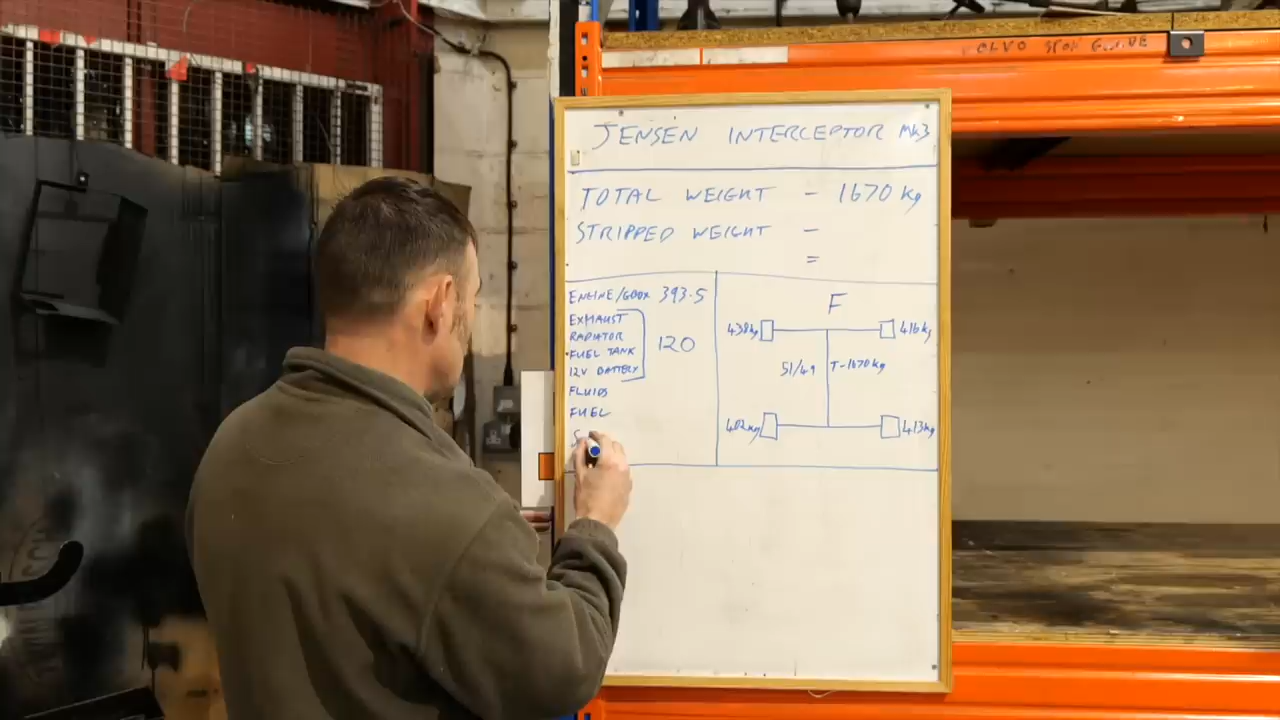 JENSEN INTERCEPTOR MK3
TOTAL WEIGHT - 1670 kg
STRIPPED WEIGHT -
=
ENGINE/GBOX 393.5
EXHAUST
RADIATOR
FUEL TANK
12V BATTERY
120
FLUIDS
FUEL
S
F
438kg
416kg
51/49
T-1670kg
402kg
413kg